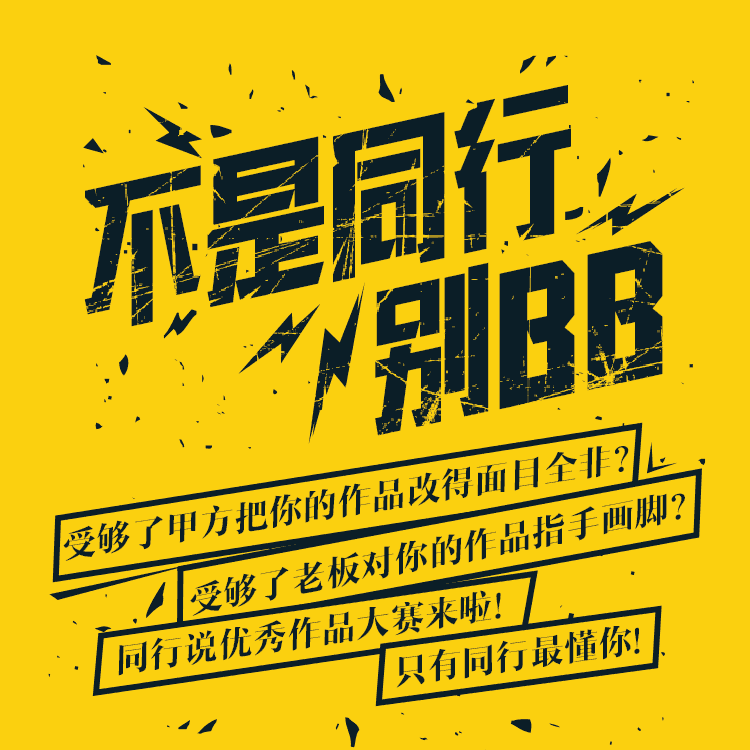 不是同行
别BB
受够了甲方把你的作品改得面目全非?
受够了老板对你的作品指手画脚?
同行说优秀作品大赛来啦!
只有同行最懂你!